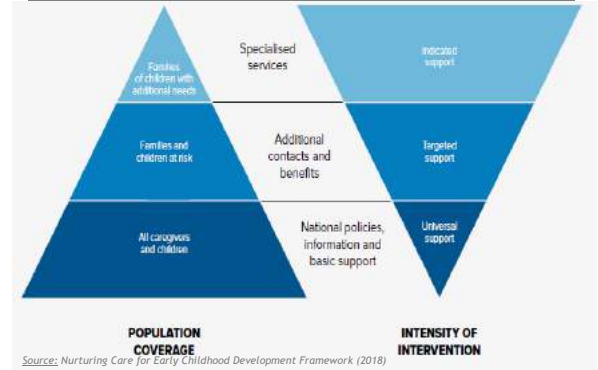 Families
of children with
additional needs
Specialised
services
Indicated
support
Families and
children at risk
Additional
contacts and
benefits
Targeted
support
All caregivers
and children
National policies,
information and
basic support
Universal
support
POPULATION
COVERAGE
INTENSITY OF
INTERVENTION
Source: Nurturing Care for Early Childhood Development Framework (2018)